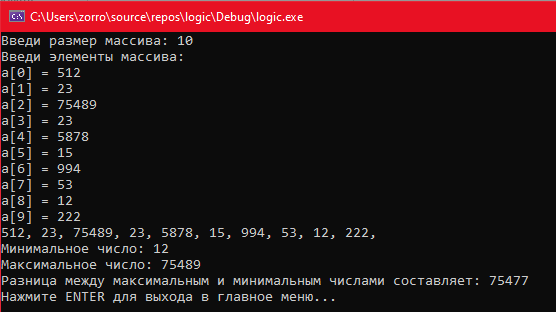 C:\Users\zorro\source\repos\logic\Debug\logic.exe
Введи размер массива: 10
Введи элементы массива:
a[0] = 512
a[1] = 23
a[2] = 75489
a[3] = 23
a[4] = 5878
a[5] = 15
a[6] = 994
a[7] = 53
a[8] = 12
a[9] = 222
512, 23, 75489, 23, 5878, 15, 994, 53, 12, 222,
Минимальное число: 12
Максимальное число: 75489
Разница между максимальным и минимальным числами составляет: 75477
Нажмите ENTER для выхода в главное меню...